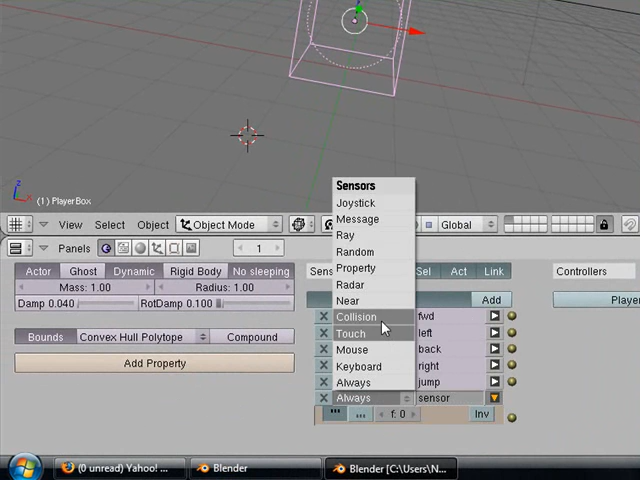 z
x
(1) PlayerBox
View Select Object Object Mode Global
Panels 1
Sensors
Joystick
Message
Ray
Random
Property
Radar
Near
Collision
Touch
Mouse
Keyboard
Always
Actor Ghost Dynamic Rigid Body No sleeping
Mass: 1.00 Radius: 1.00
Damp 0.040 RotDamp 0.100
Bounds Convex Hull Polytope Compound
Add Property
Sel Act Link
Add
X fwd
X left
X back
X right
X jump
X Always sensor
f: 0 Inv
Controllers
(0 unread) Yahoo! ... Blender Blender [C:\Users\N...